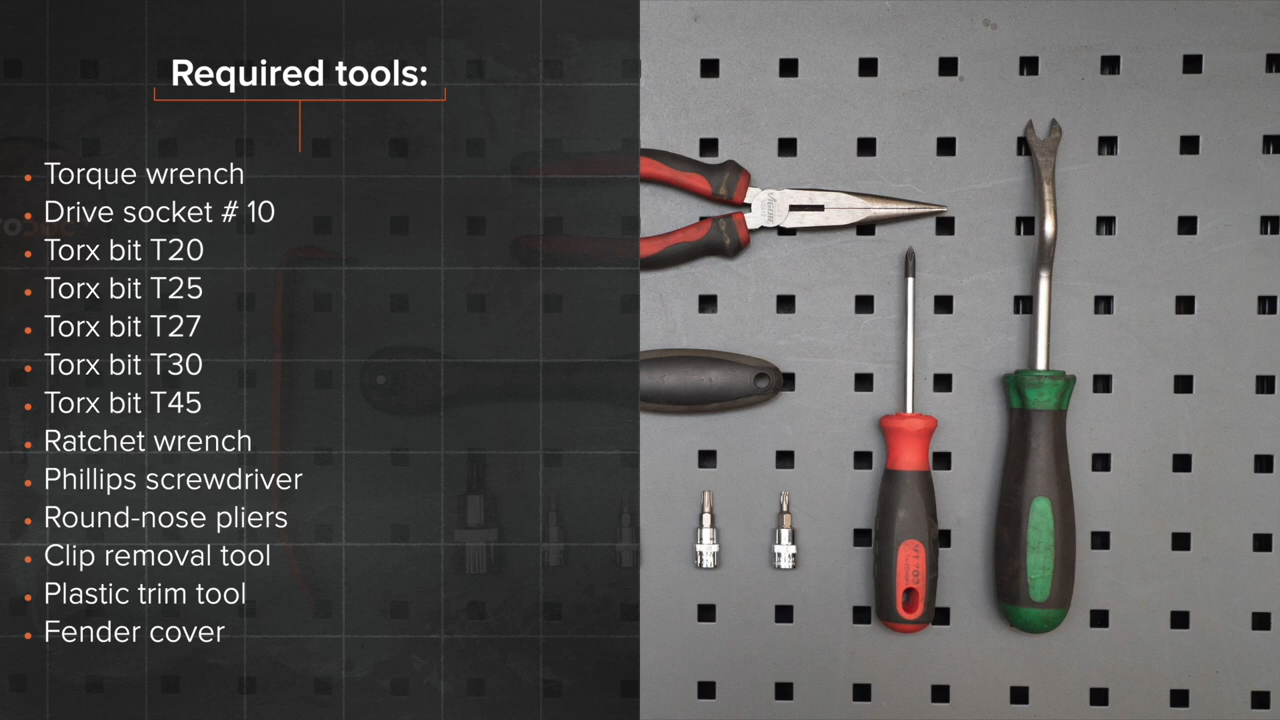 Required tools:
Torque wrench
Drive socket # 10
Torx bit T20
Torx bit T25
Torx bit T27
Torx bit T30
Torx bit T45
Ratchet wrench
Phillips screwdriver
Round-nose pliers
Clip removal tool
Plastic trim tool
Fender cover
VIGOR